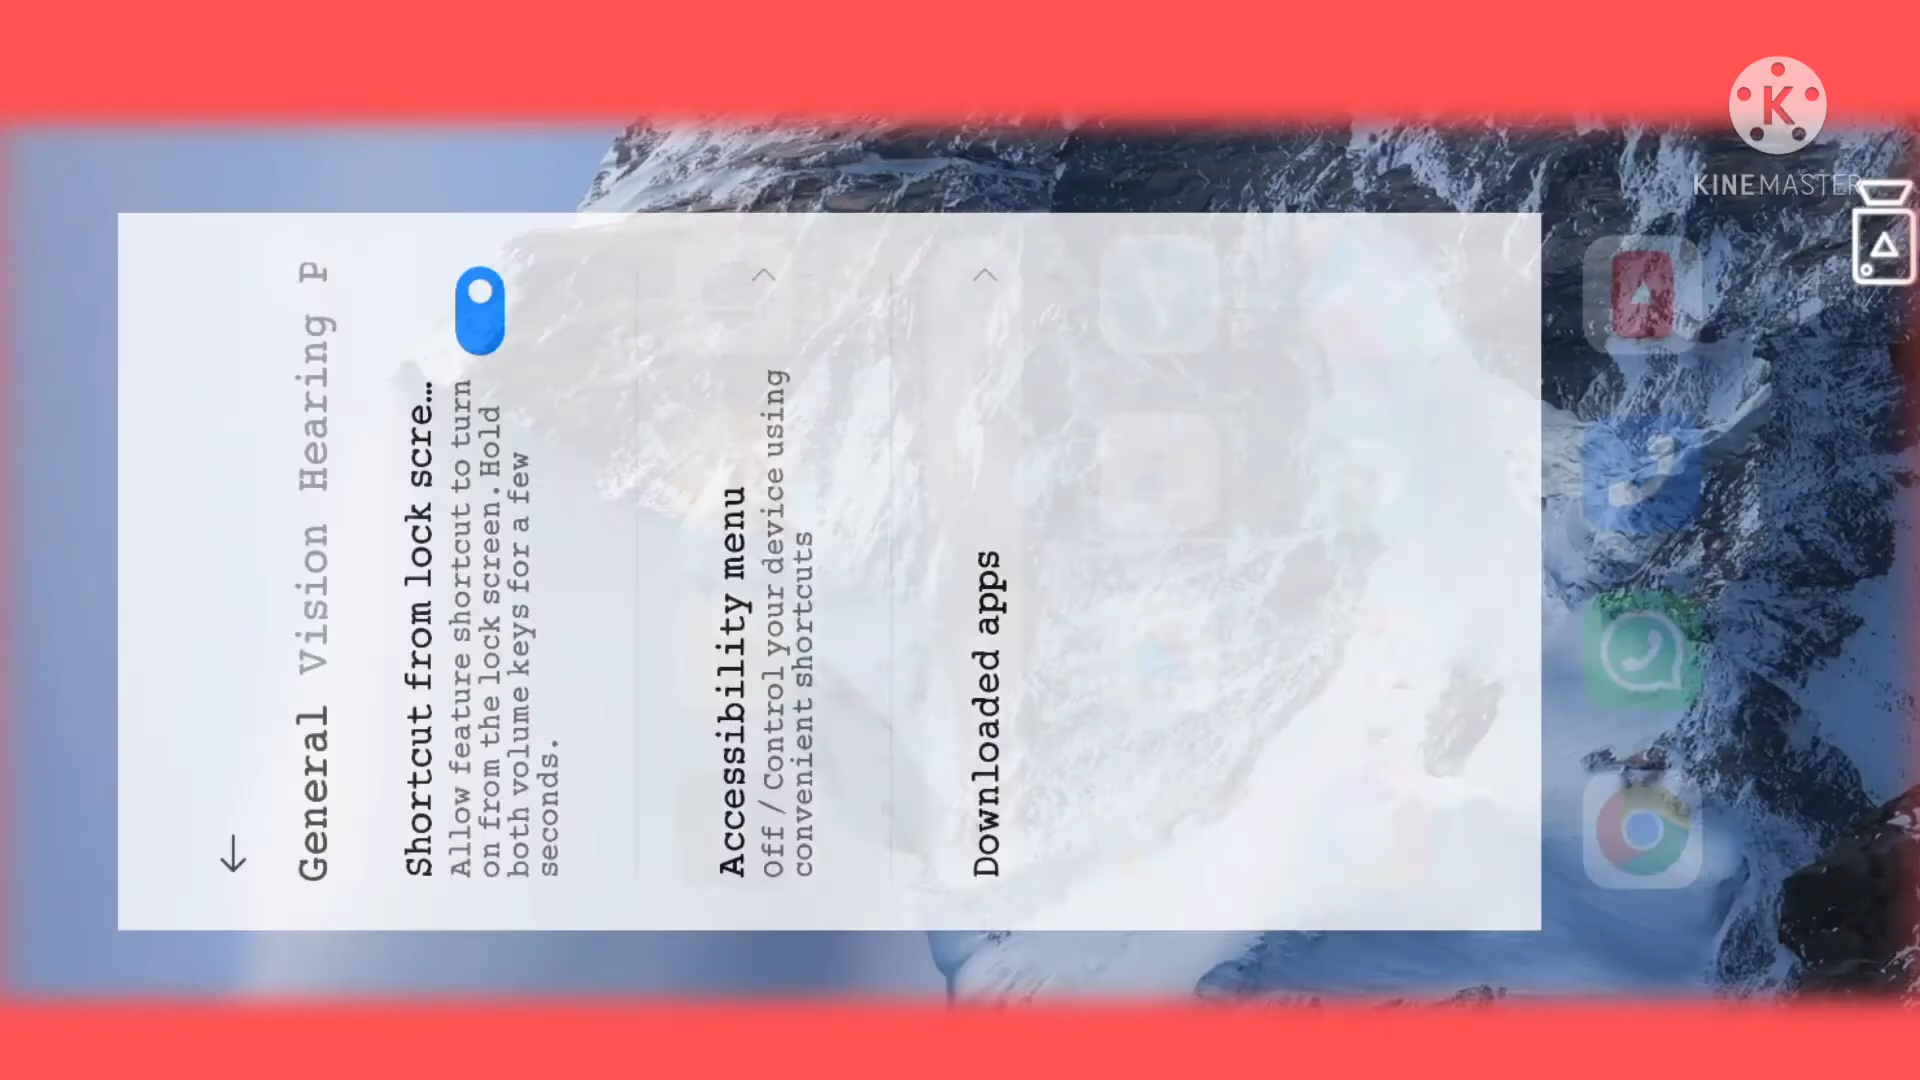 General Vision Hearing P
Shortcut from lock scre…
Allow feature shortcut to turn
on from the lock screen. Hold
both volume keys for a few
seconds.
Accessibility menu
Off / Control your device using
convenient shortcuts
Downloaded apps
K
KINEMASTER